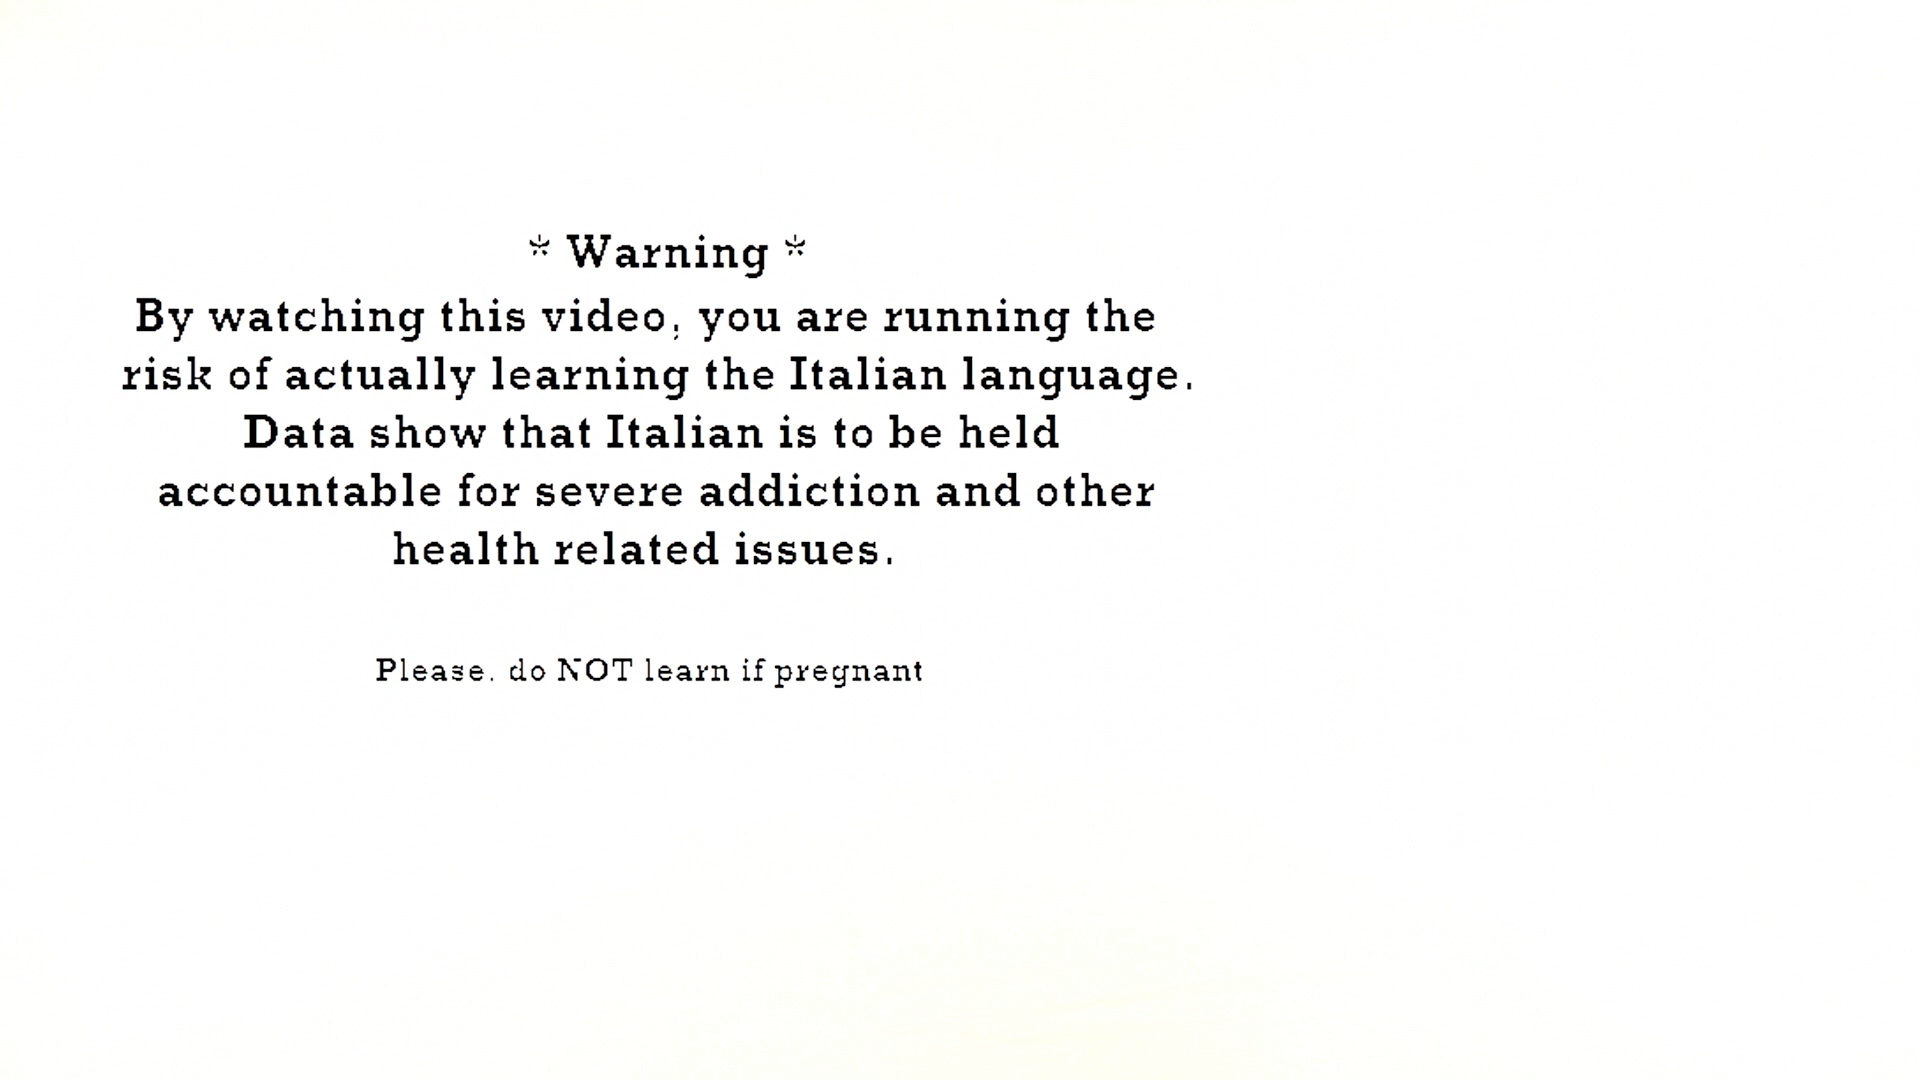 * Warning *
By watching this video, you are running the
risk of actually learning the Italian language.
Data show that Italian is to be held
accountable for severe addiction and other
health related issues.
Please, do NOT learn if pregnant